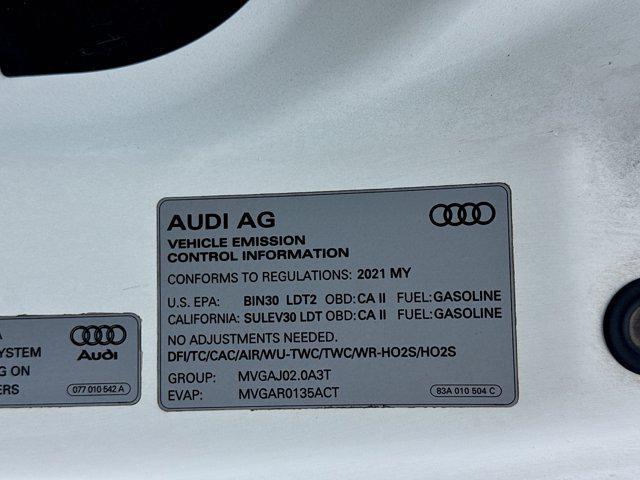 AUDI AG
VEHICLE EMISSION
CONTROL INFORMATION
CONFORMS TO REGULATIONS: 2021 MY
U.S. EPA: BIN30 LDT2 OBD: CA II FUEL: GASOLINE
CALIFORNIA: SULEV30 LDT OBD: CA II FUEL: GASOLINE
NO ADJUSTMENTS NEEDED.
DFI/TC/CAC/AIR/WU-TWC/TWC/WR-HO2S/HO2S
GROUP: MVGAJ02.0A3T
EVAP: MVGAR0135ACT
83A 010 504 C
Audi
YSTEM
G ON
ERS
077 010 542 A